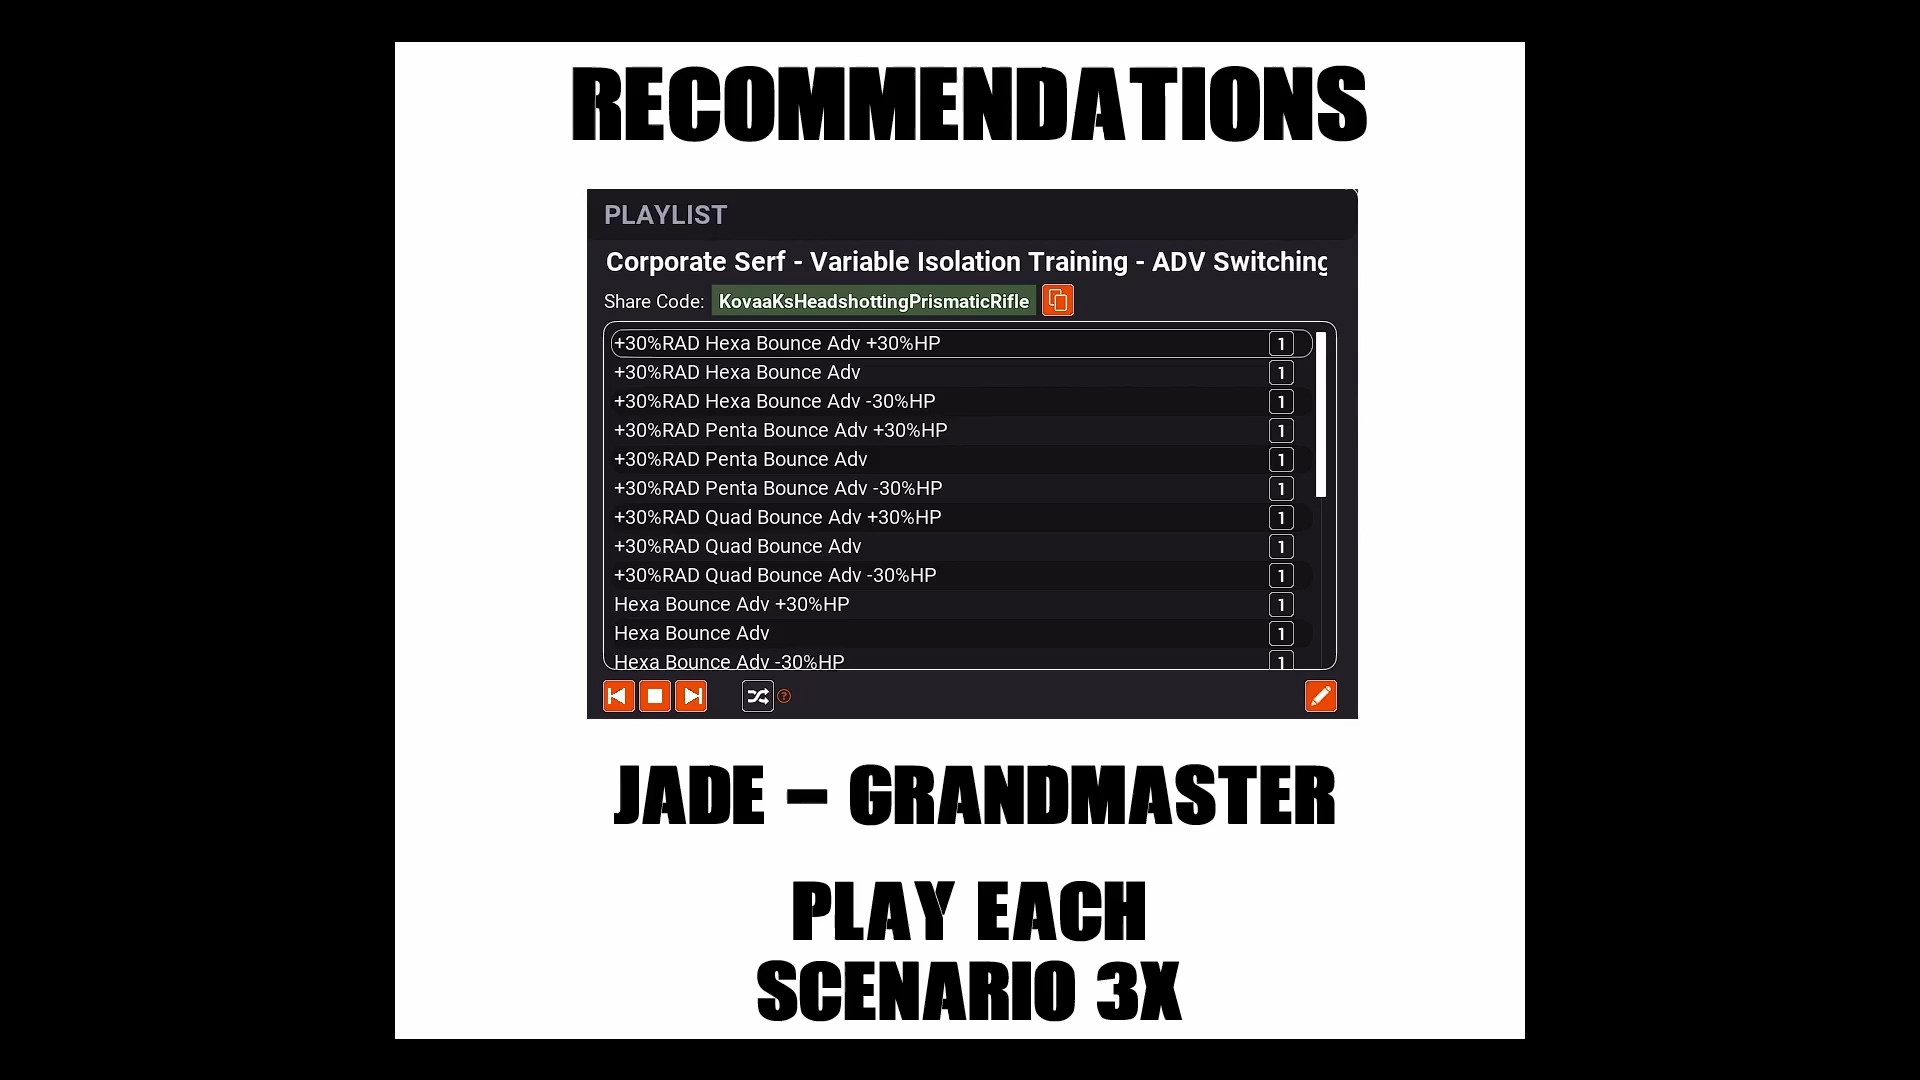 RECOMMENDATIONS
PLAYLIST
Corporate Serf - Variable Isolation Training - ADV Switching
Share Code: KovaaKsHeadshottingPrismaticRifle
+30%RAD Hexa Bounce Adv +30%HP 1
+30%RAD Hexa Bounce Adv 1
+30%RAD Hexa Bounce Adv -30%HP 1
+30%RAD Penta Bounce Adv +30%HP 1
+30%RAD Penta Bounce Adv 1
+30%RAD Penta Bounce Adv -30%HP 1
+30%RAD Quad Bounce Adv +30%HP 1
+30%RAD Quad Bounce Adv 1
+30%RAD Quad Bounce Adv -30%HP 1
Hexa Bounce Adv +30%HP 1
Hexa Bounce Adv 1
Hexa Bounce Adv -30%HP 1
?
JADE - GRANDMASTER
PLAY EACH
SCENARIO 3X